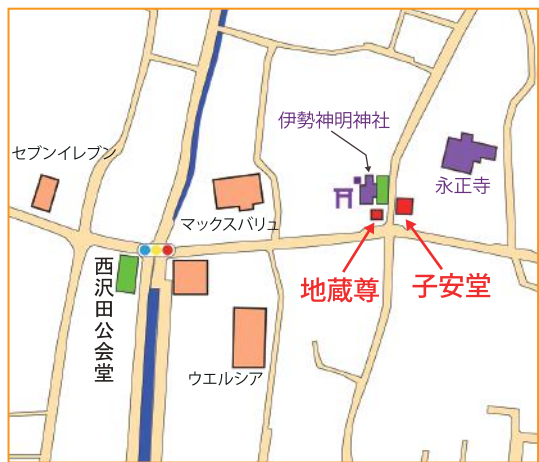 伊勢神明神社
セブンイレブン
永正寺
マックスバリュ
西沢田公会堂
地蔵尊
子安堂
ウエルシア